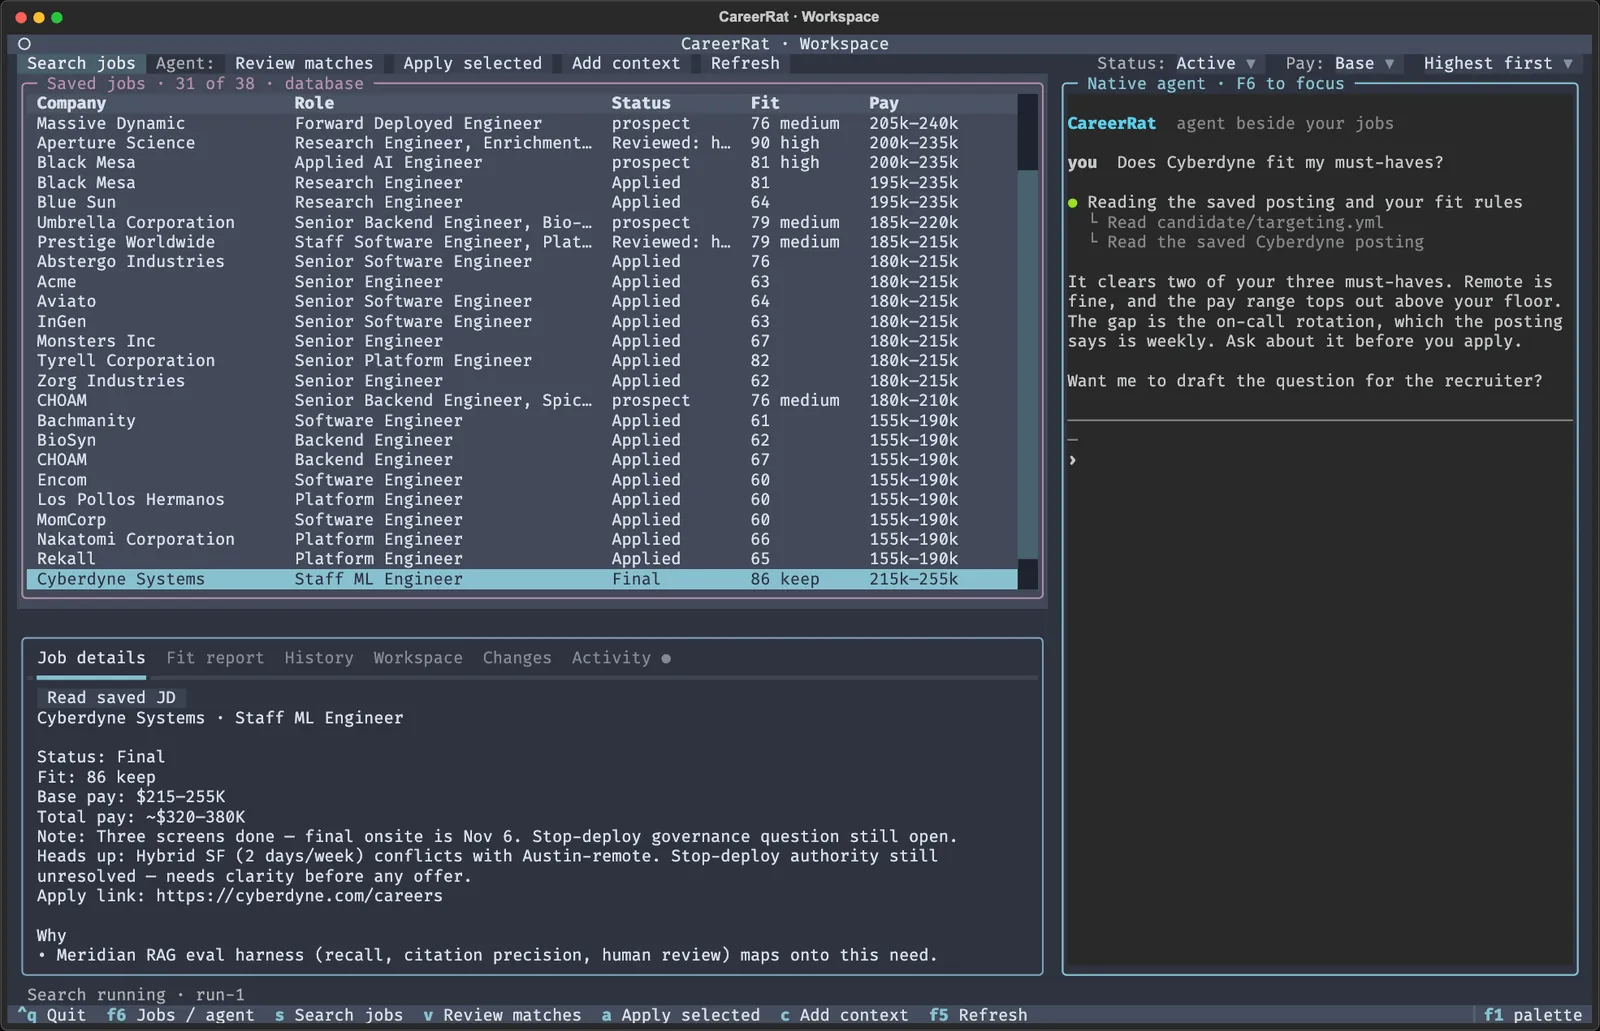 CareerRat · Workspace
CareerRat · Workspace
Search jobs Agent: Review matches Apply selected Add context Refresh Status: Active ▼ Pay: Base ▼ Highest first ▼
Saved jobs · 31 of 38 · database
Company Role Status Fit Pay
Massive Dynamic Forward Deployed Engineer prospect 76 medium 205k–240k
Aperture Science Research Engineer, Enrichment… Reviewed: h… 90 high 200k–235k
Black Mesa Applied AI Engineer prospect 81 high 200k–235k
Black Mesa Research Engineer Applied 81 195k–235k
Blue Sun Research Engineer Applied 64 195k–235k
Umbrella Corporation Senior Backend Engineer, Bio-… prospect 79 medium 185k–220k
Prestige Worldwide Staff Software Engineer, Plat… Reviewed: h… 79 medium 185k–215k
Abstergo Industries Senior Software Engineer Applied 76 180k–215k
Acme Senior Engineer Applied 63 180k–215k
Aviato Senior Software Engineer Applied 64 180k–215k
InGen Senior Software Engineer Applied 63 180k–215k
Monsters Inc Senior Engineer Applied 67 180k–215k
Tyrell Corporation Senior Platform Engineer Applied 82 180k–215k
Zorg Industries Senior Engineer Applied 62 180k–215k
CHOAM Senior Backend Engineer, Spic… prospect 76 medium 180k–210k
Bachmanity Software Engineer Applied 61 155k–190k
BioSyn Backend Engineer Applied 62 155k–190k
CHOAM Backend Engineer Applied 67 155k–190k
Encom Software Engineer Applied 60 155k–190k
Los Pollos Hermanos Platform Engineer Applied 60 155k–190k
MomCorp Software Engineer Applied 60 155k–190k
Nakatomi Corporation Platform Engineer Applied 66 155k–190k
Rekall Platform Engineer Applied 65 155k–190k
Cyberdyne Systems Staff ML Engineer Final 86 keep 215k–255k
Job details Fit report History Workspace Changes Activity ●
Read saved JD
Cyberdyne Systems · Staff ML Engineer
Status: Final
Fit: 86 keep
Base pay: $215–255K
Total pay: ~$320–380K
Note: Three screens done — final onsite is Nov 6. Stop-deploy governance question still open.
Heads up: Hybrid SF (2 days/week) conflicts with Austin-remote. Stop-deploy authority still
unresolved — needs clarity before any offer.
Apply link: https://cyberdyne.com/careers
Why
• Meridian RAG eval harness (recall, citation precision, human review) maps onto this need.
Native agent · F6 to focus
CareerRat agent beside your jobs
you Does Cyberdyne fit my must-haves?
● Reading the saved posting and your fit rules
└ Read candidate/targeting.yml
└ Read the saved Cyberdyne posting
It clears two of your three must-haves. Remote is
fine, and the pay range tops out above your floor.
The gap is the on-call rotation, which the posting
says is weekly. Ask about it before you apply.
Want me to draft the question for the recruiter?
›
Search running · run-1
^q Quit f6 Jobs / agent s Search jobs v Review matches a Apply selected c Add context f5 Refresh f1 palette